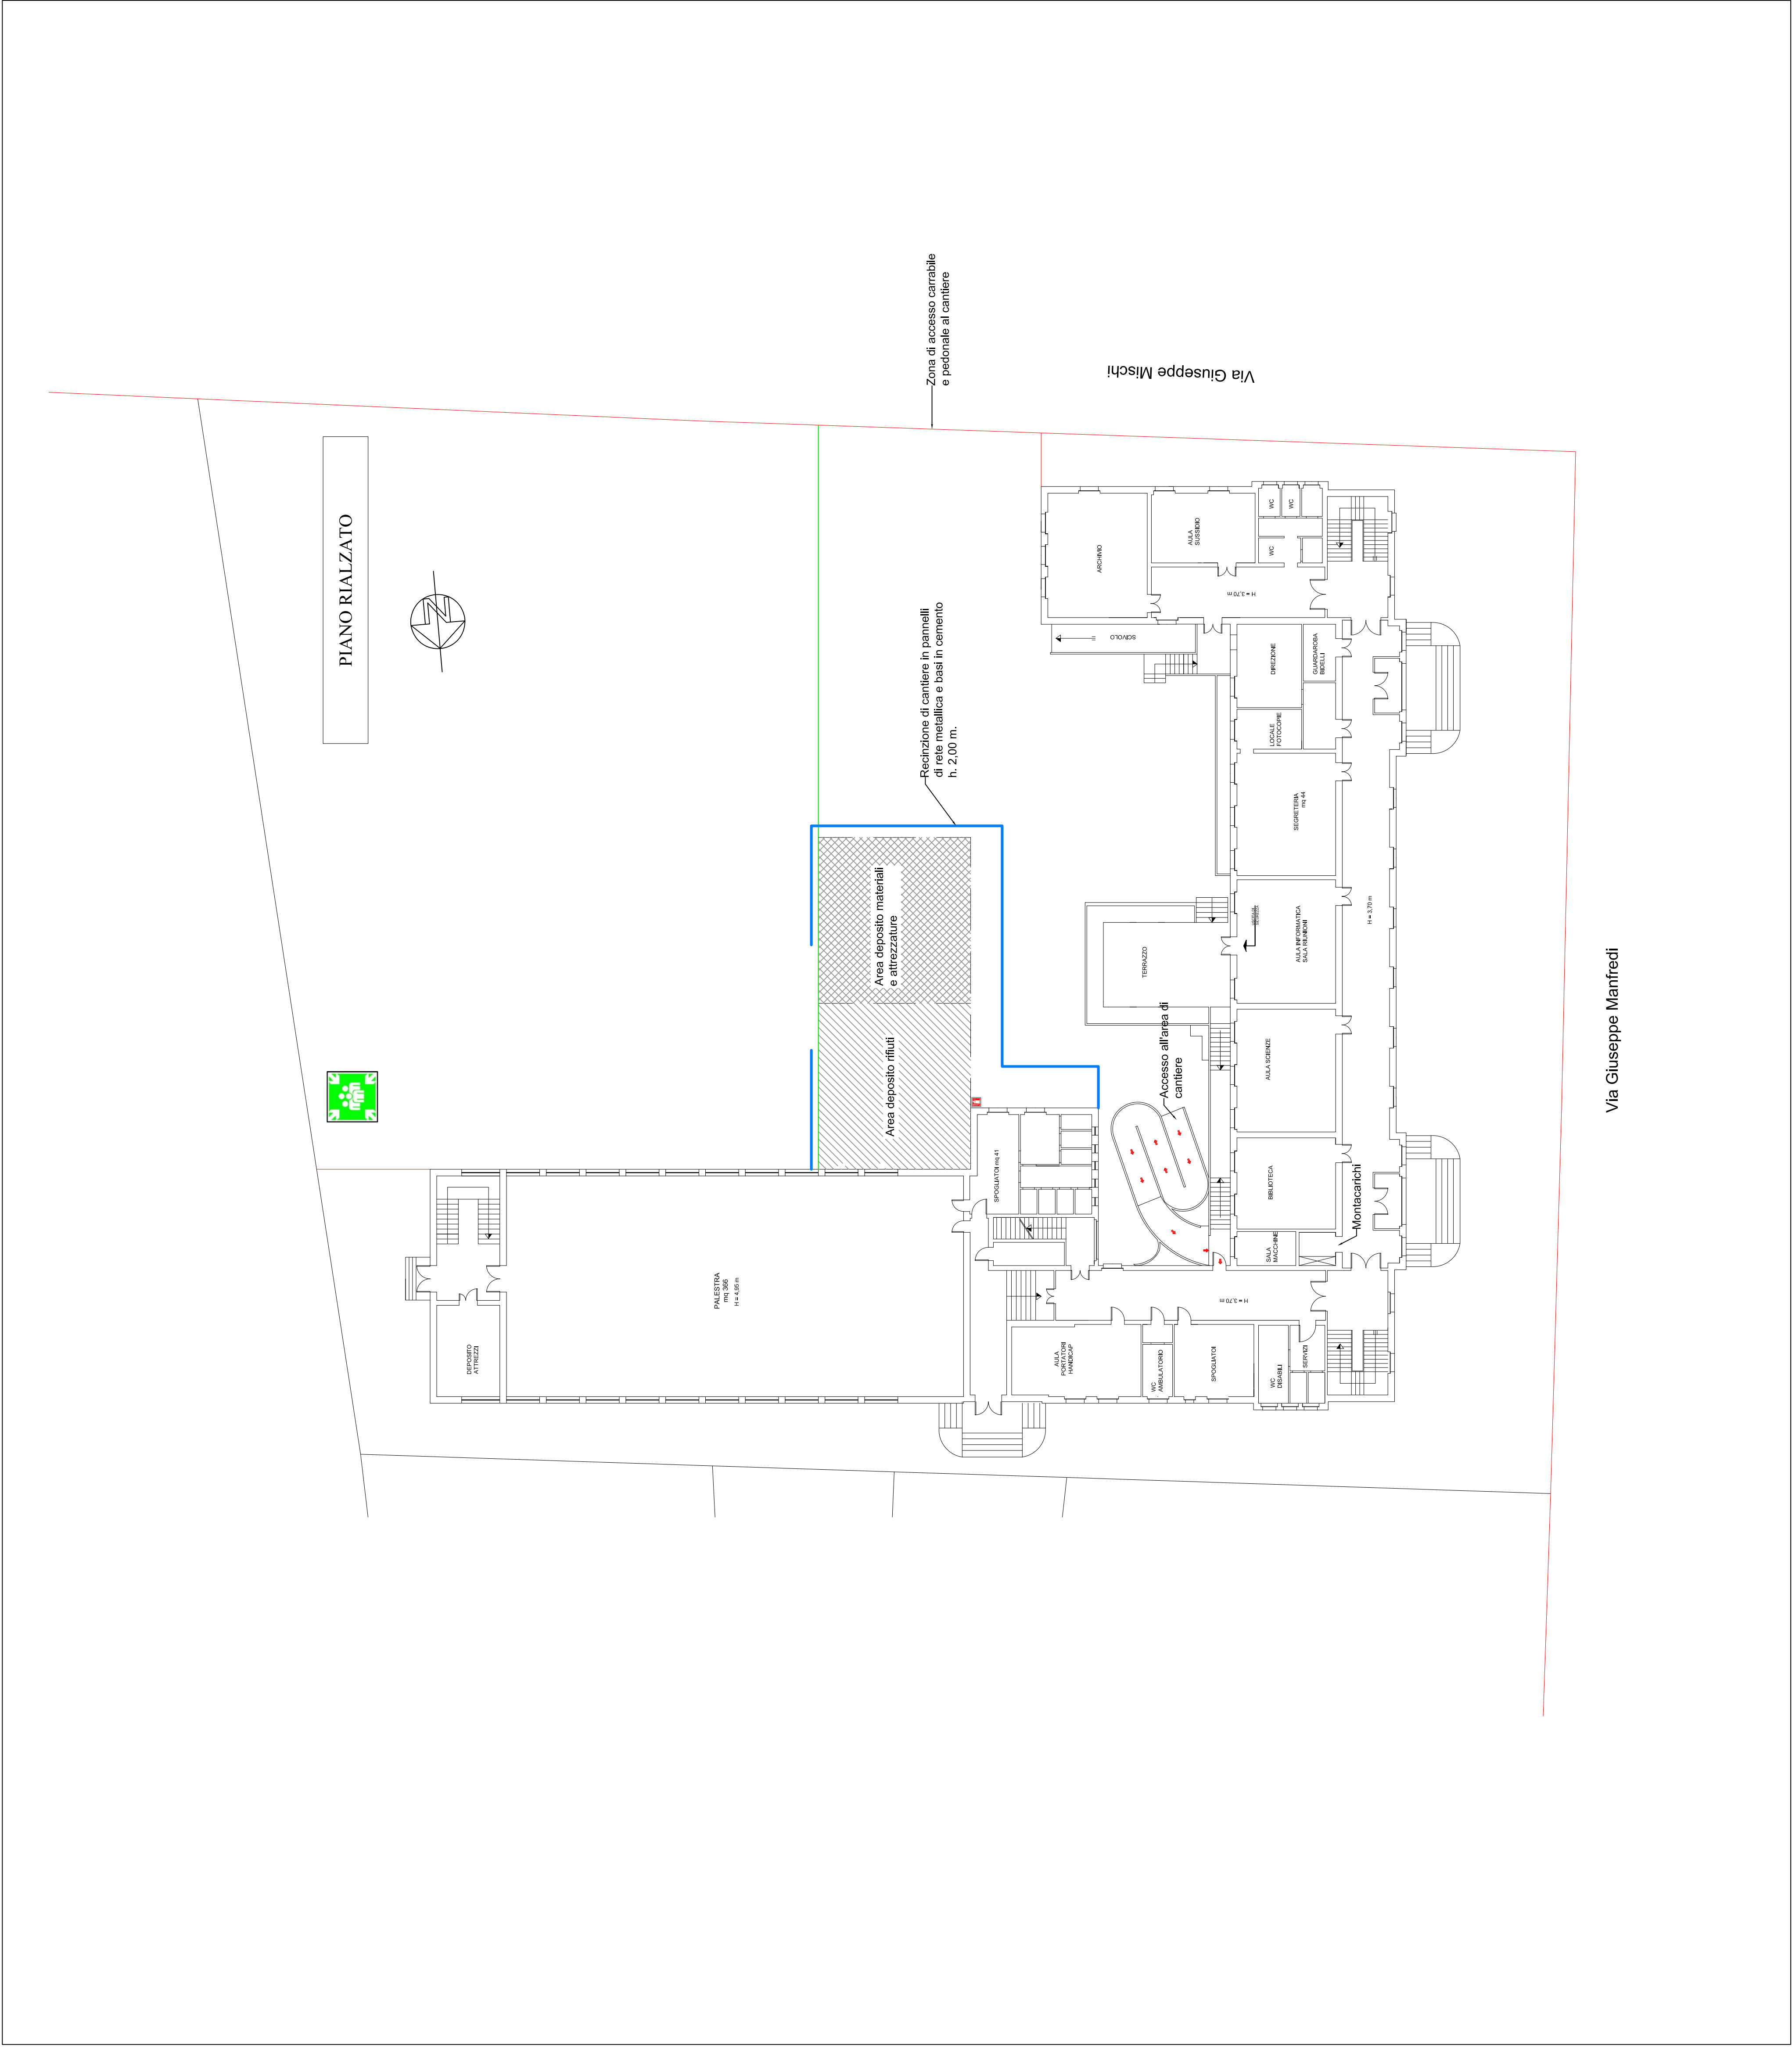 PIANO RIALZATO
Zona di accesso carrabile
e pedonale al cantiere
Via Giuseppe Mischi
Recinzione di cantiere in pannelli
di rete metallica e basi in cemento
h. 2,00 m.
Area deposito materiali
e attrezzature
Area deposito rifiuti
ARCHIVIO
AULA
SUSSIDIO
WC
WC
WC
H = 3,70 m
SCIVOLO
DIREZIONE
GUARDAROBA
BIDELLI
LOCALE
FOTOCOPIE
SEGRETERIA
mq 44
TERRAZZO
AULA INFORMATICA
SALA RIUNIONI
H = 3,70 m
Accesso all'area di
cantiere
AULA SCIENZE
BIBLIOTECA
Montacarichi
SALA
MACCHINE
SPOGLIATOI mq 41
PALESTRA
mq 366
H = 4,95 m
DEPOSITO
ATTREZZI
H = 3,70 m
AULA
PORTATORI
HANDICAP
WC
AMBULATORIO
SPOGLIATOI
WC
DISABILI
SERVIZI
Via Giuseppe Manfredi